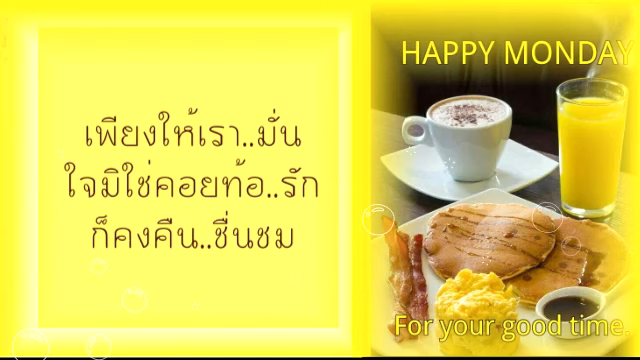 เพียงให้เรา..มั่น
ใจมิใช่คอยท้อ..รัก
ก็คงคืน..ชื่นชม
HAPPY MONDAY
For your good time.